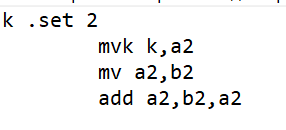 k .set 2
mvk k,a2
mv a2,b2
add a2,b2,a2